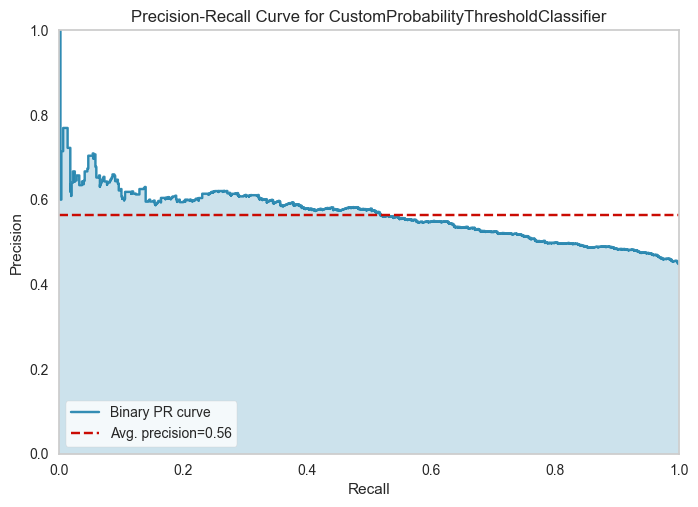 Precision-Recall Curve for CustomProbabilityThresholdClassifier
1.0
0.8
0.6
0.4
0.2
0.0
Precision
Binary PR curve
Avg. precision=0.56
0.0 0.2 0.4 0.6 0.8 1.0
Recall